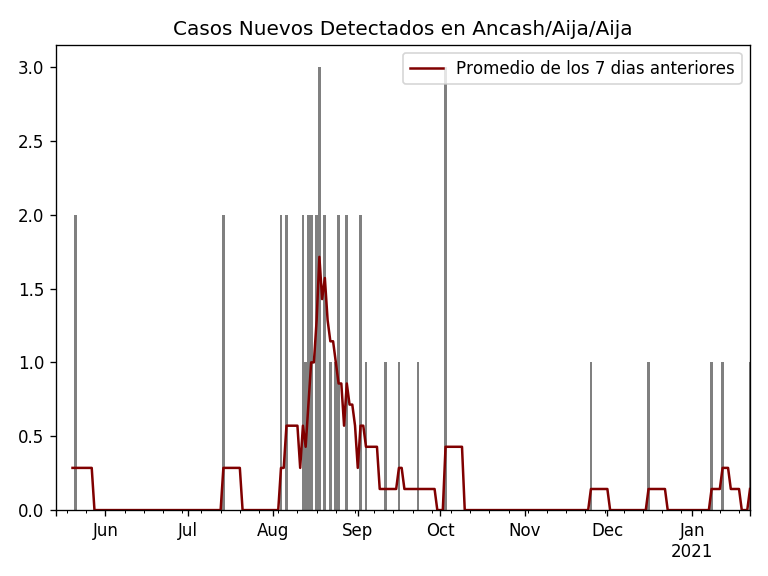 Casos Nuevos Detectados en Ancash/Aija/Aija
Promedio de los 7 dias anteriores
3.0
2.5
2.0
1.5
1.0
0.5
0.0
Jun Jul Aug Sep Oct Nov Dec Jan
2021